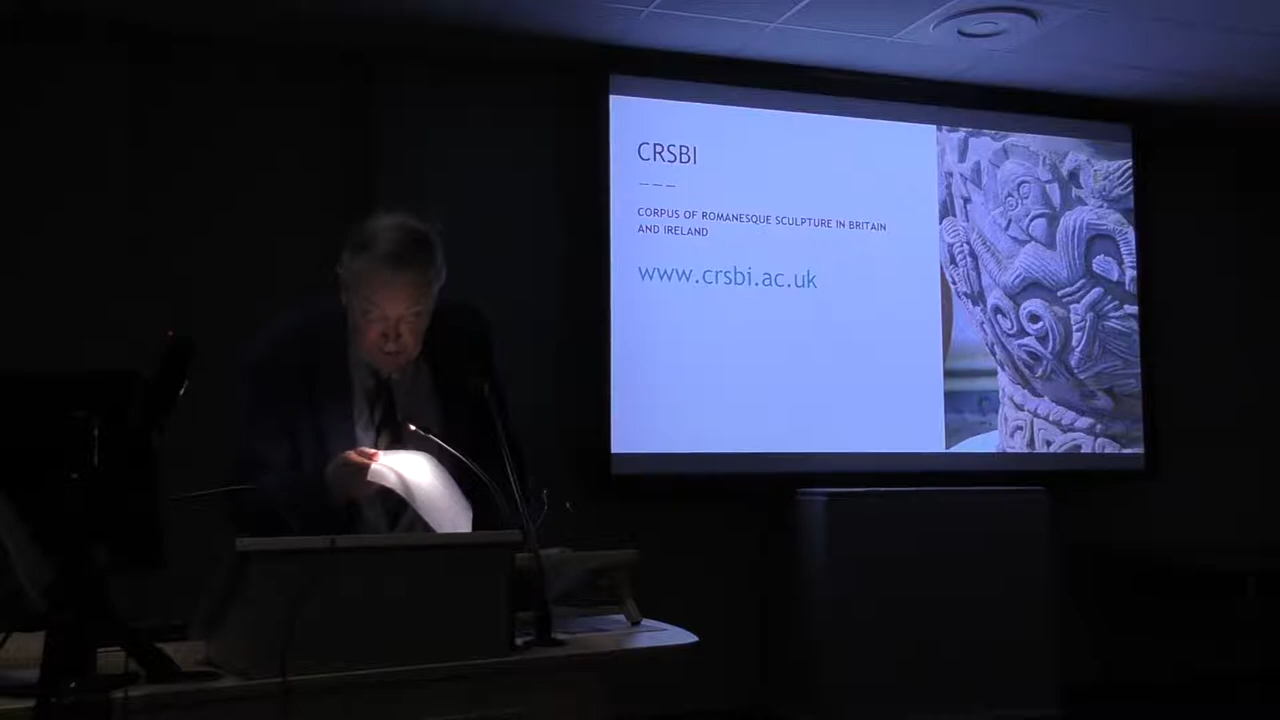 CRSBI
CORPUS OF ROMANESQUE SCULPTURE IN BRITAIN
AND IRELAND
www.crsbi.ac.uk